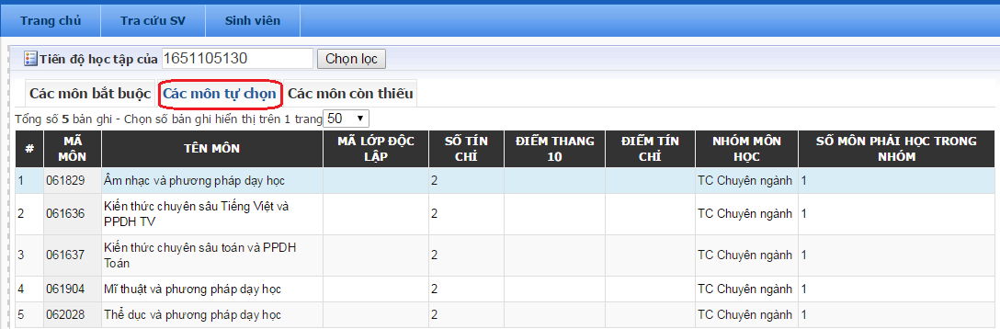 Trang chủ Tra cứu SV Sinh viên
Tiến độ học tập của 1651105130 Chọn lọc
Các môn bắt buộc Các môn tự chọn Các môn còn thiếu
Tổng số 5 bản ghi - Chọn số bản ghi hiển thị trên 1 trang 50
# MÃ MÔN TÊN MÔN MÃ LỚP ĐỘC LẬP SỐ TÍN CHỈ ĐIỂM THANG 10 ĐIỂM TÍN CHỈ NHÓM MÔN HỌC SỐ MÔN PHẢI HỌC TRONG NHÓM
1 061829 Âm nhạc và phương pháp dạy học 2 TC Chuyên ngành 1
2 061636 Kiến thức chuyên sâu Tiếng Việt và PPDH TV 2 TC Chuyên ngành 1
3 061637 Kiến thức chuyên sâu toán và PPDH Toán 2 TC Chuyên ngành 1
4 061904 Mĩ thuật và phương pháp dạy học 2 TC Chuyên ngành 1
5 062028 Thể dục và phương pháp dạy học 2 TC Chuyên ngành 1